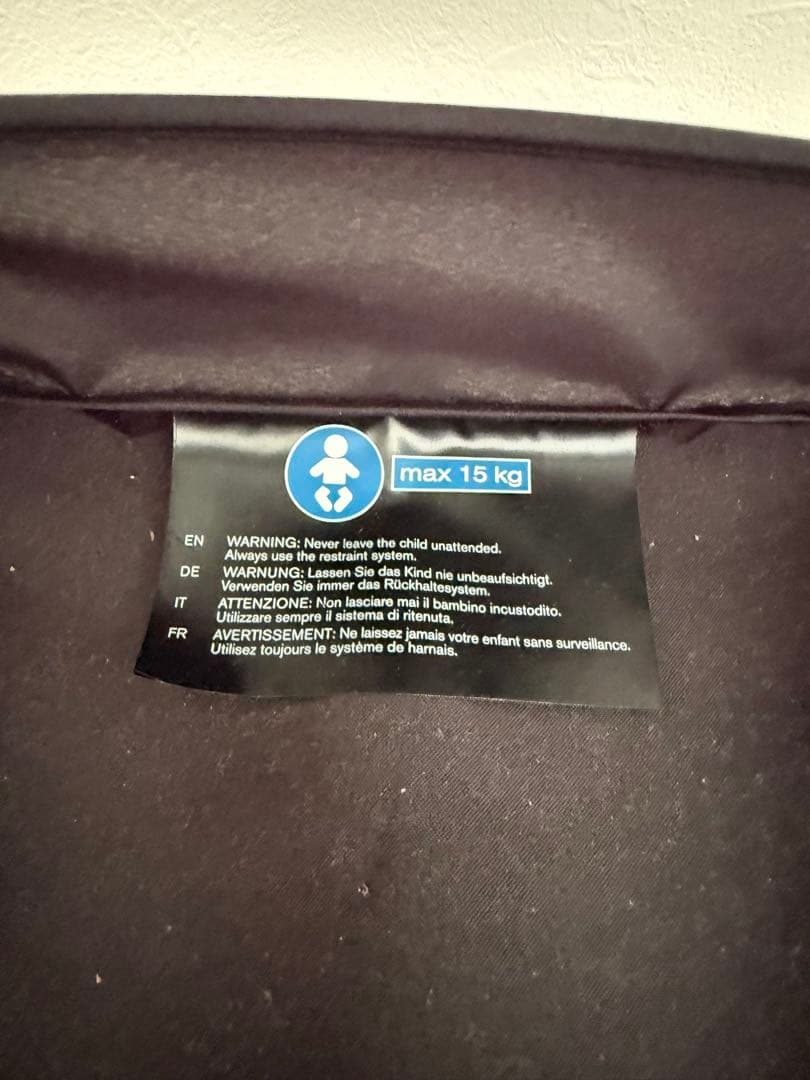 max 15 kg
EN WARNING: Never leave the child unattended.
Always use the restraint system.
DE WARNUNG: Lassen Sie das Kind nie unbeaufsichtigt.
Verwenden Sie immer das Rückhaltesystem.
IT ATTENZIONE: Non lasciare mai il bambino incustodito.
Utilizzare sempre il sistema di ritenuta.
FR AVERTISSEMENT: Ne laissez jamais votre enfant sans surveillance.
Utilisez toujours le système de harnais.